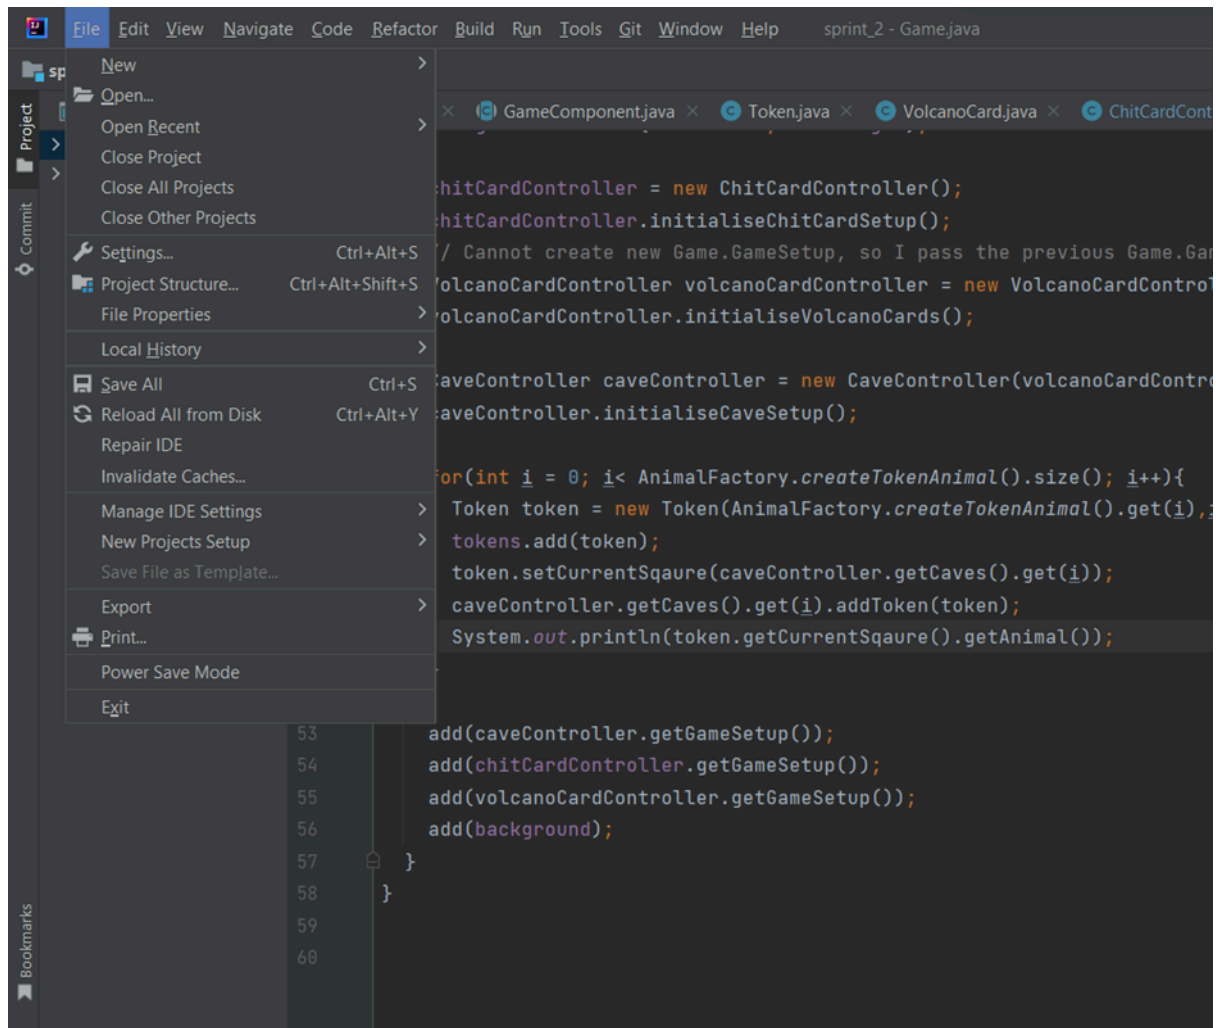 File Edit View Navigate Code Refactor Build Run Tools Git Window Help sprint_2 - Game.java
sp
Project
Commit
Bookmarks
New
Open...
Open Recent
Close Project
Close All Projects
Close Other Projects
Settings... Ctrl+Alt+S
Project Structure... Ctrl+Alt+Shift+S
File Properties
Local History
Save All Ctrl+S
Reload All from Disk Ctrl+Alt+Y
Repair IDE
Invalidate Caches...
Manage IDE Settings
New Projects Setup
Save File as Template...
Export
Print...
Power Save Mode
Exit
GameComponent.java Token.java VolcanoCard.java ChitCardCont
hitCardController = new ChitCardController();
hitCardController.initialiseChitCardSetup();
/ Cannot create new Game.GameSetup, so I pass the previous Game.Ga
olcanoCardController volcanoCardController = new VolcanoCardControl
olcanoCardController.initialiseVolcanoCards();
aveController caveController = new CaveController(volcanoCardContro
aveController.initialiseCaveSetup();
or(int i = 0; i< AnimalFactory.createTokenAnimal().size(); i++){
Token token = new Token(AnimalFactory.createTokenAnimal().get(i),
tokens.add(token);
token.setCurrentSqaure(caveController.getCaves().get(i));
caveController.getCaves().get(i).addToken(token);
System.out.println(token.getCurrentSqaure().getAnimal());
53 add(caveController.getGameSetup());
54 add(chitCardController.getGameSetup());
55 add(volcanoCardController.getGameSetup());
56 add(background);
57 }
58 }
59
60